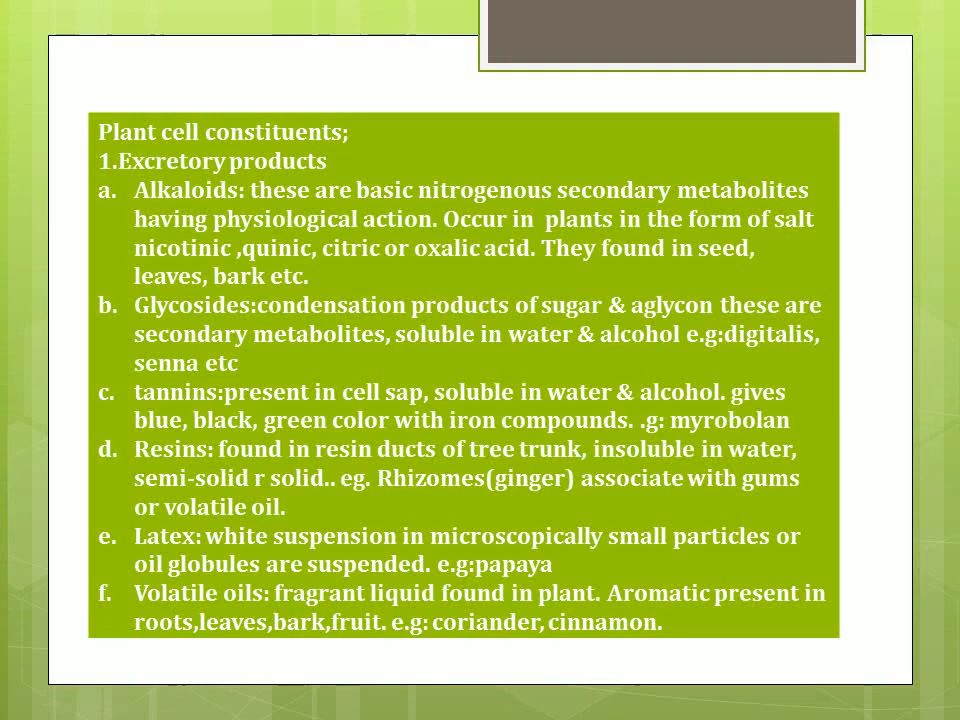 Plant cell constituents;
1.Excretory products
a. Alkaloids: these are basic nitrogenous secondary metabolites
having physiological action. Occur in plants in the form of salt
nicotinic ,quinic, citric or oxalic acid. They found in seed,
leaves, bark etc.
b. Glycosides:condensation products of sugar & aglycon these are
secondary metabolites, soluble in water & alcohol e.g:digitalis,
senna etc
c. tannins:present in cell sap, soluble in water & alcohol. gives
blue, black, green color with iron compounds. .g: myrobolan
d. Resins: found in resin ducts of tree trunk, insoluble in water,
semi-solid r solid.. eg. Rhizomes(ginger) associate with gums
or volatile oil.
e. Latex: white suspension in microscopically small particles or
oil globules are suspended. e.g:papaya
f. Volatile oils: fragrant liquid found in plant. Aromatic present in
roots,leaves,bark,fruit. e.g: coriander, cinnamon.